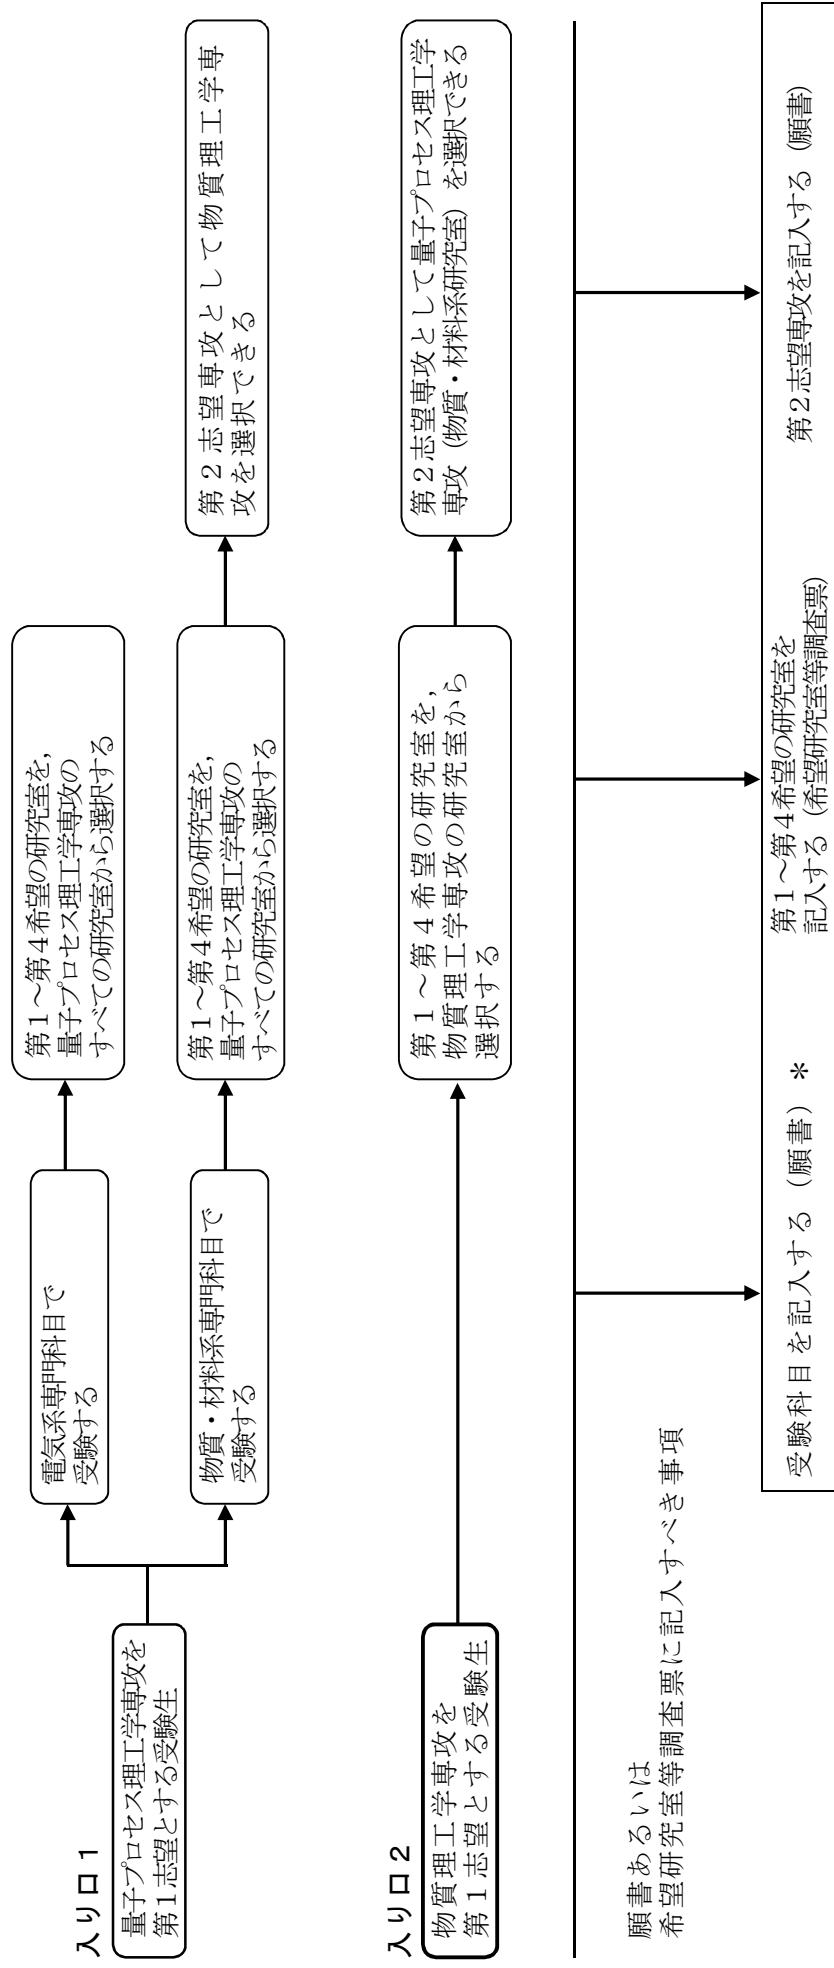 入り口1
量子プロセス理工学専攻を
第1志望とする受験生
電気系専門科目で
受験する
第1～第4希望の研究室を,
量子プロセス理工学専攻の
すべての研究室から選択する
物質・材料系専門科目で
受験する
第1～第4希望の研究室を,
量子プロセス理工学専攻の
すべての研究室から選択する
第2志望専攻として物質理工学専
攻を選択できる
入り口2
物質理工学専攻を
第1志望とする受験生
第1～第4希望の研究室を,
物質理工学専攻の研究室から
選択する
第2志望専攻として量子プロセス理工学
専攻（物質・材料系研究室）を選択できる
願書あるいは
希望研究室等調査票に記入すべき事項
受験科目を記入する（願書）＊
第1～第4希望の研究室を
記入する（希望研究室等調査票）
第2志望専攻を記入する（願書）